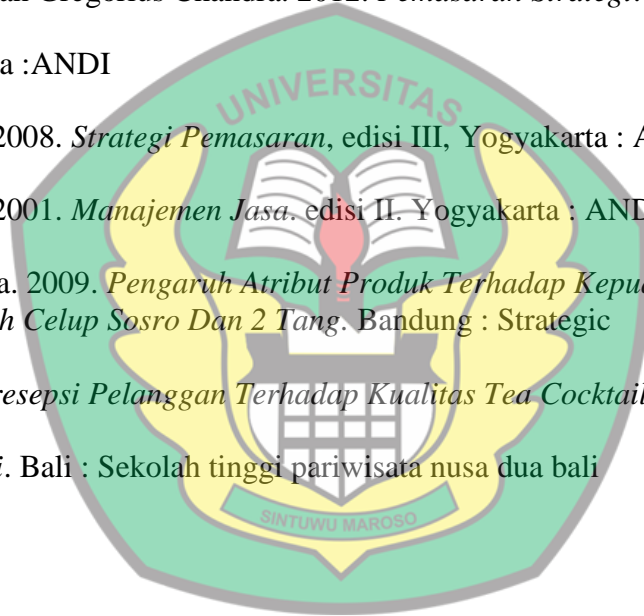 an Gregorius Chandra. 2012. Pemasaran Strategi
a :ANDI
UNIVERSITAS
2008. Strategi Pemasaran, edisi III, Yogyakarta : A
2001. Manajemen Jasa. edisi II. Yogyakarta : AND
a. 2009. Pengaruh Atribut Produk Terhadap Kepu
h Celup Sosro Dan 2 Tang. Bandung : Strategic
resepsi Pelanggan Terhadap Kualitas Tea Cocktail
i. Bali : Sekolah tinggi pariwisata nusa dua bali
SINTUWU MAROSO